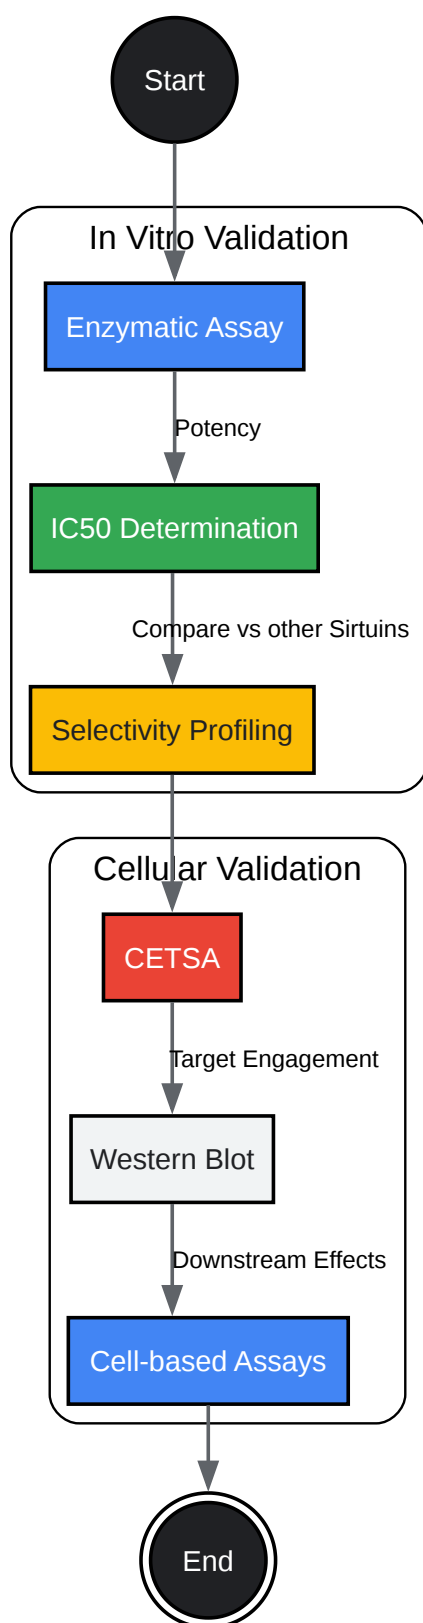 Start
In Vitro Validation
Enzymatic Assay
Potency
IC50 Determination
Compare vs other Sirtuins
Selectivity Profiling
Cellular Validation
CETSA
Target Engagement
Western Blot
Downstream Effects
Cell-based Assays
End